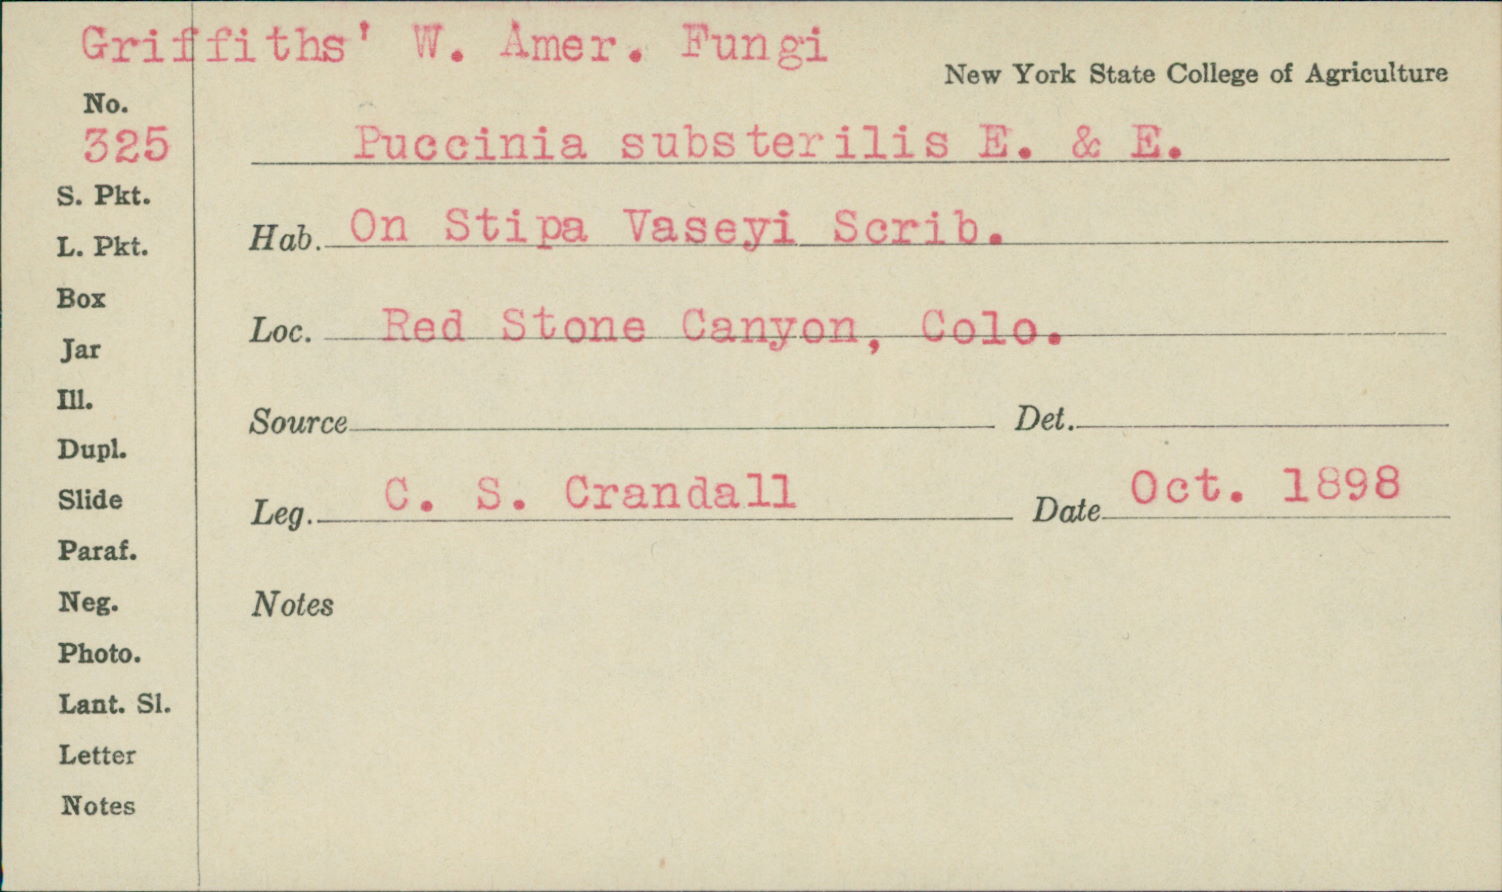 Griffiths' W. Amer. Fungi
New York State College of Agriculture
No.
325
Puccinia substerilis E. & E.
S. Pkt.
L. Pkt.
Hab. On Stipa Vaseyi Scrib.
Box
Jar
Loc. Red Stone Canyon, Colo.
Ill.
Dupl.
Source Det.
Slide
Leg. C. S. Crandall Date Oct. 1898
Paraf.
Neg.
Notes
Photo.
Lant. Sl.
Letter
Notes